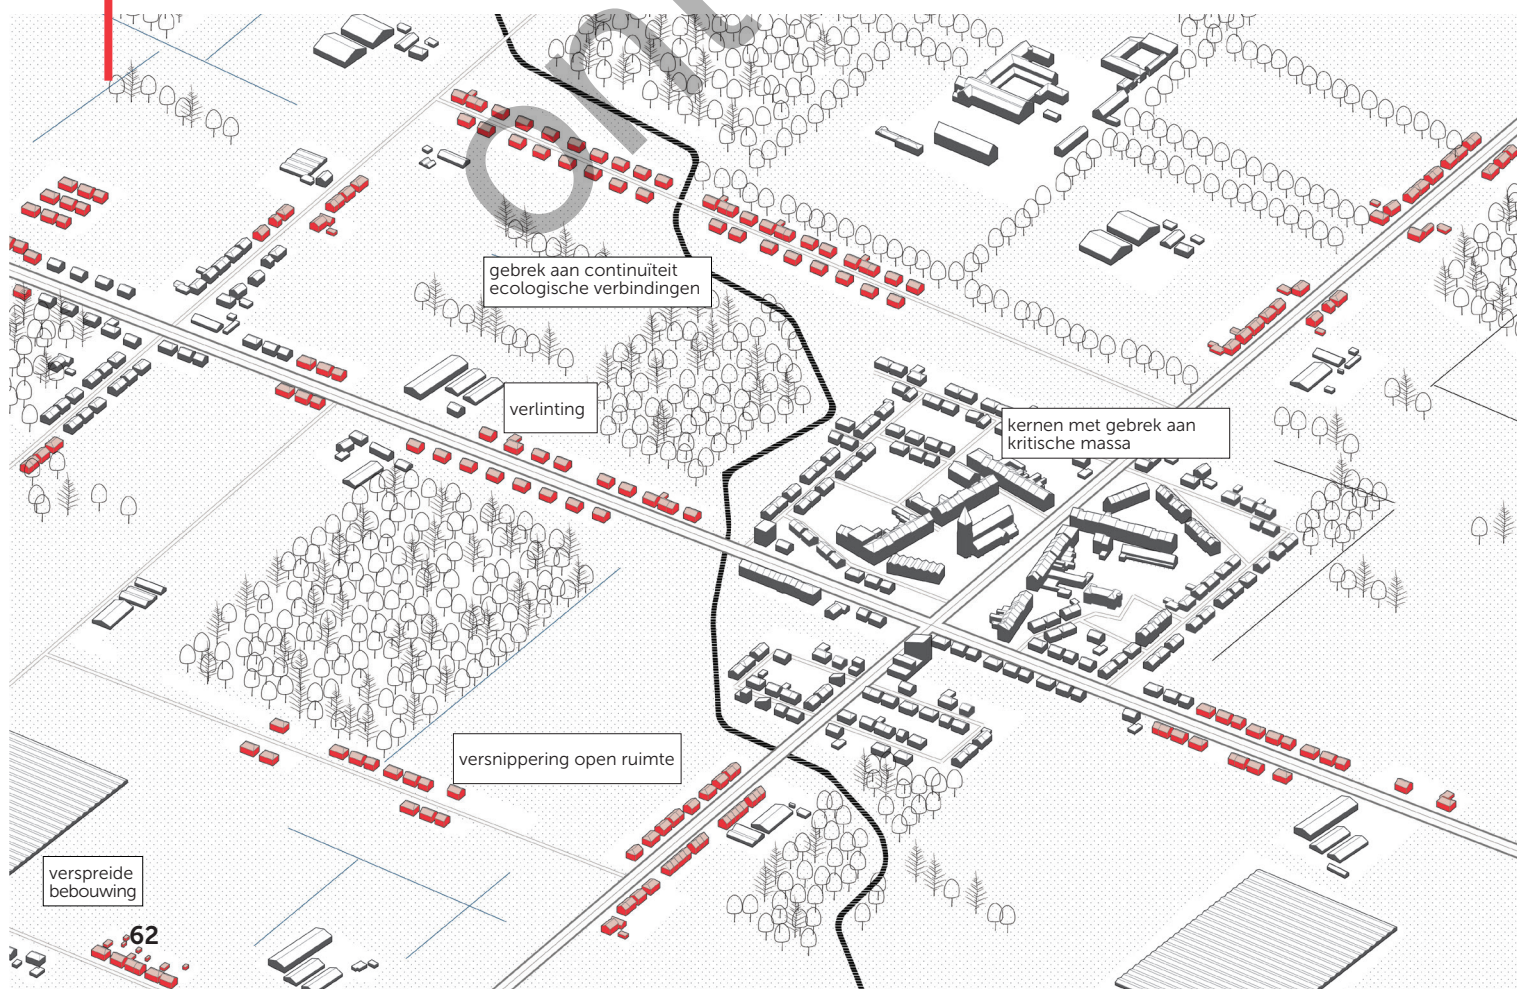 gebrek aan continuïteit
ecologische verbindingen
verlinting
kernen met gebrek aan
kritische massa
versnippering open ruimte
verspreide
bebouwing
62